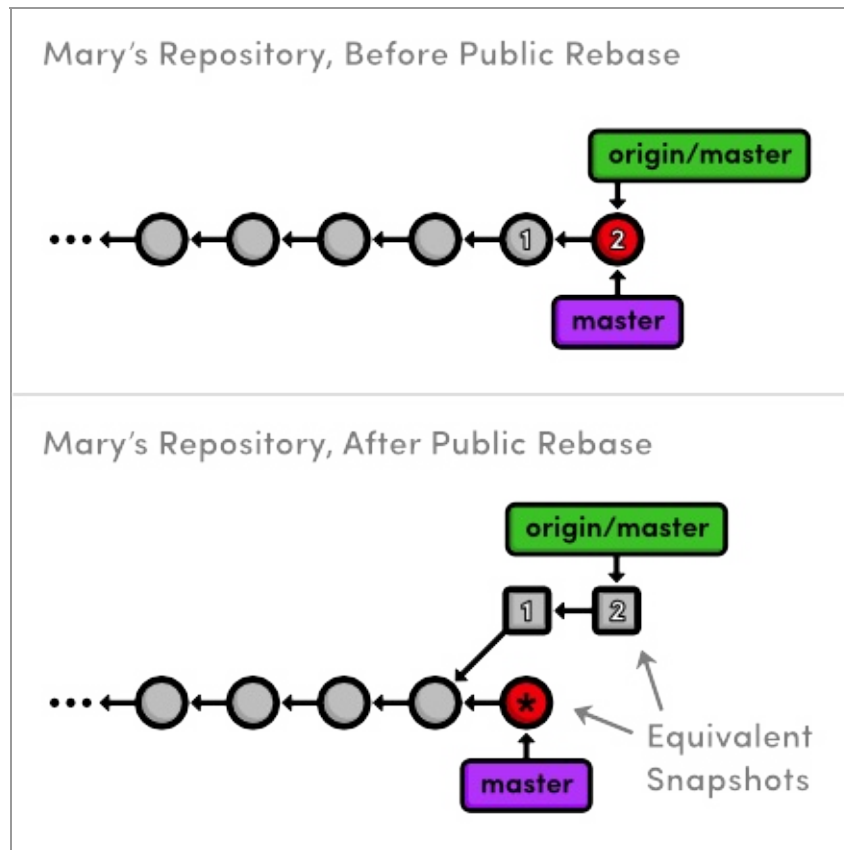 Mary's Repository, Before Public Rebase
origin/master
••• 1 2
master
Mary's Repository, After Public Rebase
origin/master
1 2
••• *
master
Equivalent
Snapshots